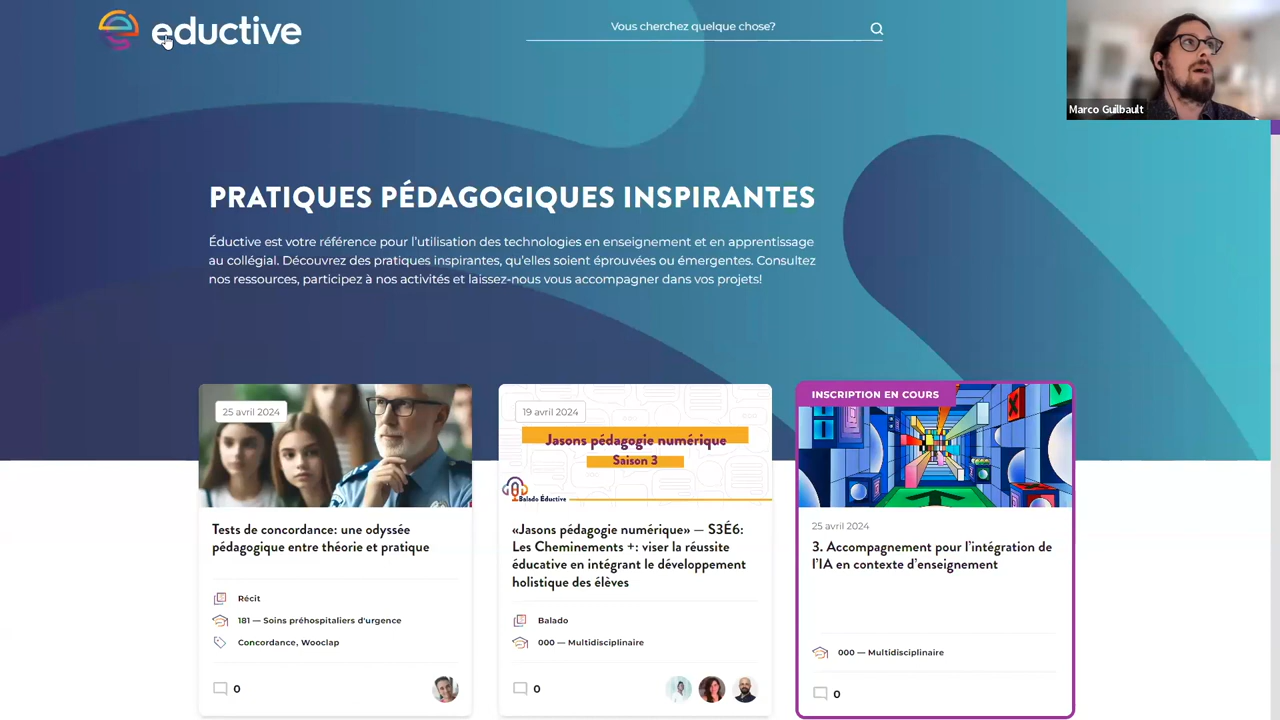 eductive
Vous cherchez quelque chose?
Marco Guilbault
PRATIQUES PÉDAGOGIQUES INSPIRANTES
Éductive est votre référence pour l'utilisation des technologies en enseignement et en apprentissage
au collégial. Découvrez des pratiques inspirantes, qu'elles soient éprouvées ou émergentes. Consultez
nos ressources, participez à nos activités et laissez-nous vous accompagner dans vos projets!
25 avril 2024
Tests de concordance: une odyssée
pédagogique entre théorie et pratique
Récit
181 — Soins préhospitaliers d'urgence
Concordance, Wooclap
0
19 avril 2024
Jasons pédagogie numérique
Saison 3
Balado Éductive
«Jasons pédagogie numérique» — S3É6:
Les Cheminements +: viser la réussite
éducative en intégrant le développement
holistique des élèves
Balado
000 — Multidisciplinaire
0
INSCRIPTION EN COURS
25 avril 2024
3. Accompagnement pour l'intégration de
l'IA en contexte d'enseignement
000 — Multidisciplinaire
0